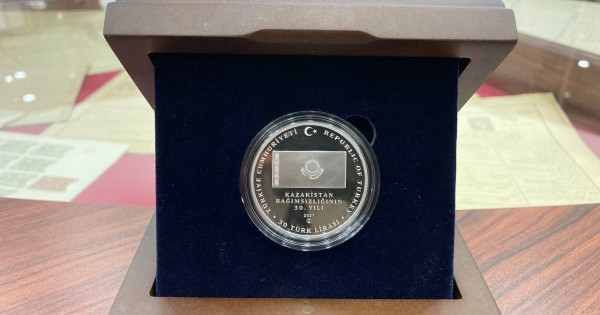 TÜRKİYE CUMHURİYETİ
REPUBLIC OF TURKEY
KAZAKİSTAN
BAĞIMSIZLIĞININ
30. YILI
2021
20 TÜRK LİRASI